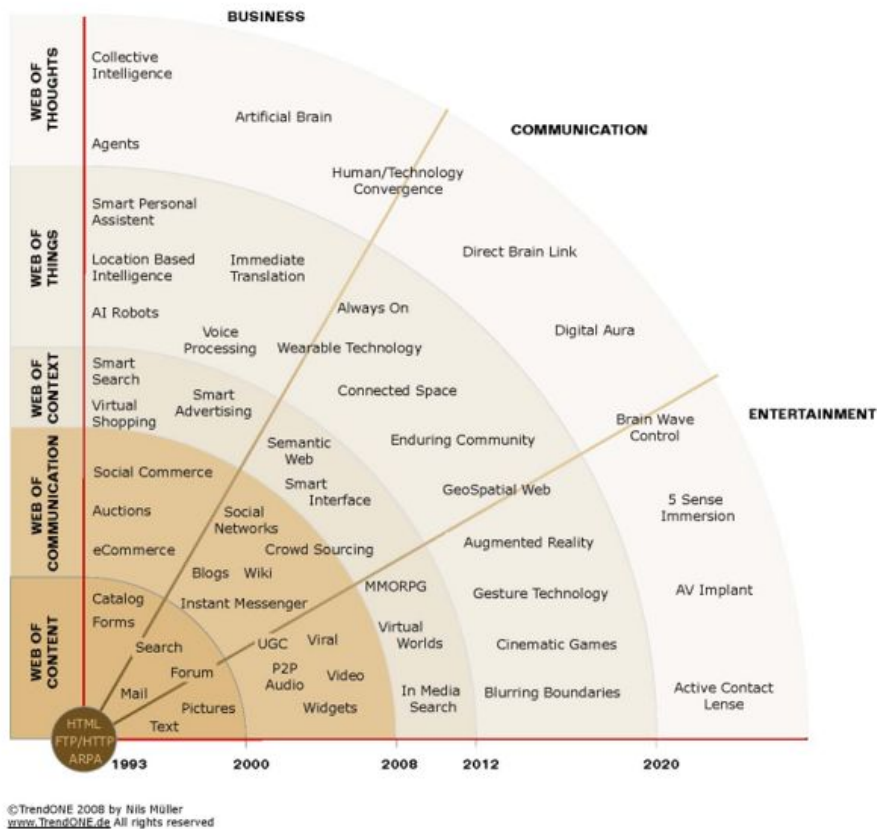 BUSINESS
COMMUNICATION
ENTERTAINMENT
WEB OF
THOUGHTS
Collective
Intelligence
Artificial Brain
Agents
Human/Technology
Convergence
Direct Brain Link
Digital Aura
Brain Wave
Control
5 Sense
Immersion
AV Implant
Active Contact
Lense
WEB OF
THINGS
Smart Personal
Assistent
Location Based
Intelligence
Immediate
Translation
AI Robots
Voice
Processing
Always On
Wearable Technology
Connected Space
Enduring Community
GeoSpatial Web
Augmented Reality
Gesture Technology
Cinematic Games
Blurring Boundaries
WEB OF
CONTEXT
Smart
Search
Virtual
Shopping
Smart
Advertising
Semantic
Web
Smart
Interface
MMORPG
Virtual
Worlds
In Media
Search
WEB OF
COMMUNICATION
Social Commerce
Auctions
eCommerce
Social
Networks
Crowd Sourcing
Blogs Wiki
Instant Messenger
UGC Viral
P2P
Audio
Video
Widgets
WEB OF
CONTENT
Catalog
Forms
Search
Forum
Mail
Pictures
Text
HTML
FTP/HTTP
ARPA
1993 2000 2008 2012 2020
©TrendONE 2008 by Nils Müller
www.TrendONE.de All rights reserved